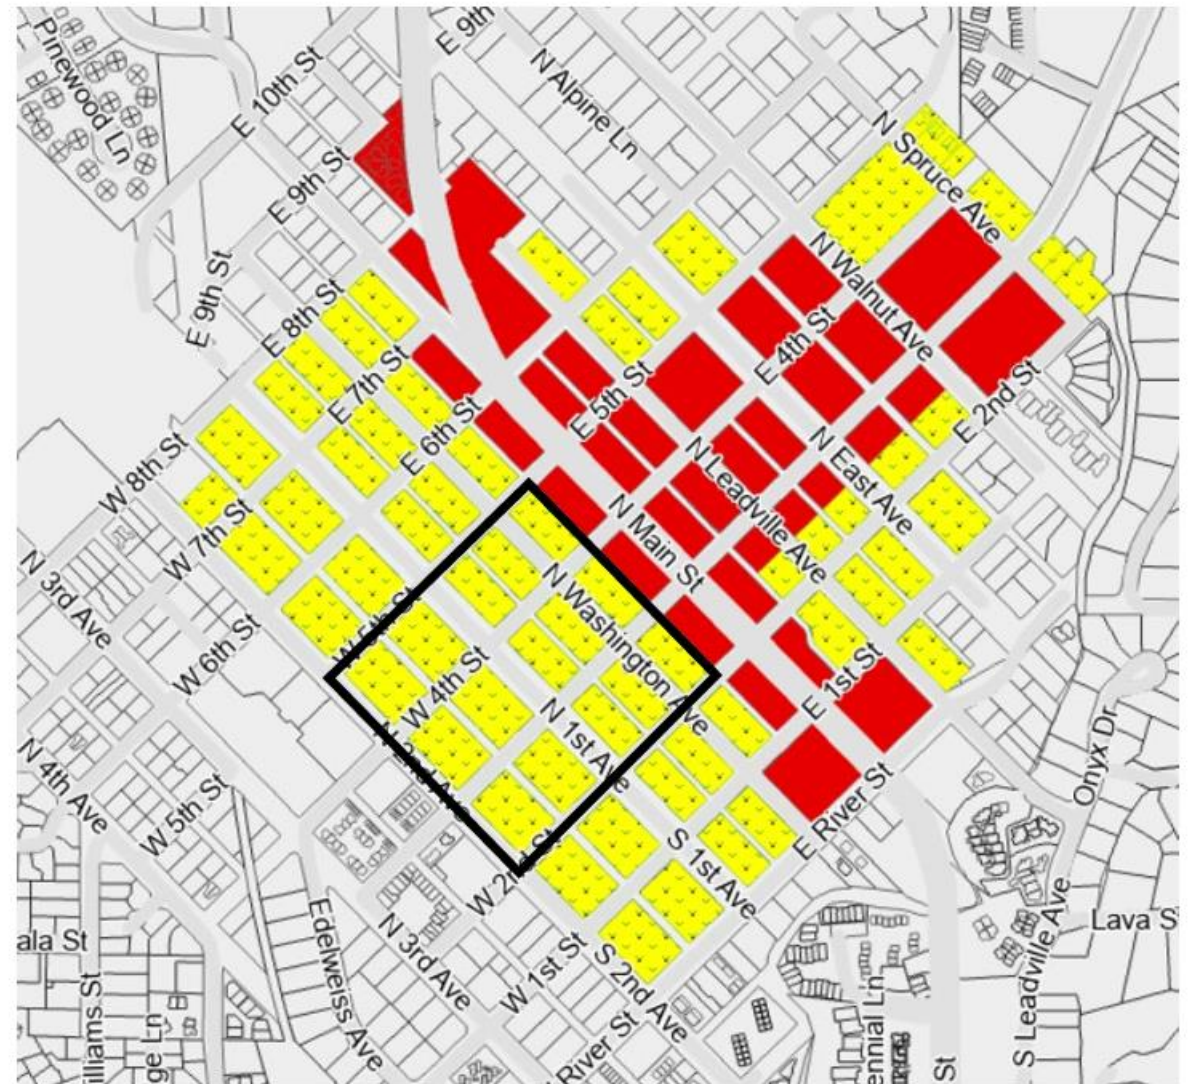 E 9th
Pinewood Ln
E 10th St
N Alpine Ln
N Spruce Ave
E 9th St
E 9th St
N Walnut Ave
E 8th St
E 4th St
E 7th St
E 5th St
E 2nd St
E 6th St
W 8th St
N Leadville Ave
N East Ave
W 7th St
N Main St
N 3rd Ave
N Washington Ave
W 6th St
W 4th St
E 1st St
N 1st Ave
N 4th Ave
W 5th St
Onyx Dr
E River St
S 1st Ave
Lava S
ala St
Edelweiss Ave
N 3rd Ave
W 1st St
S 2nd Ave
S Leadville Ave
illiams St
ge Ln
River St
ennial Ln
St